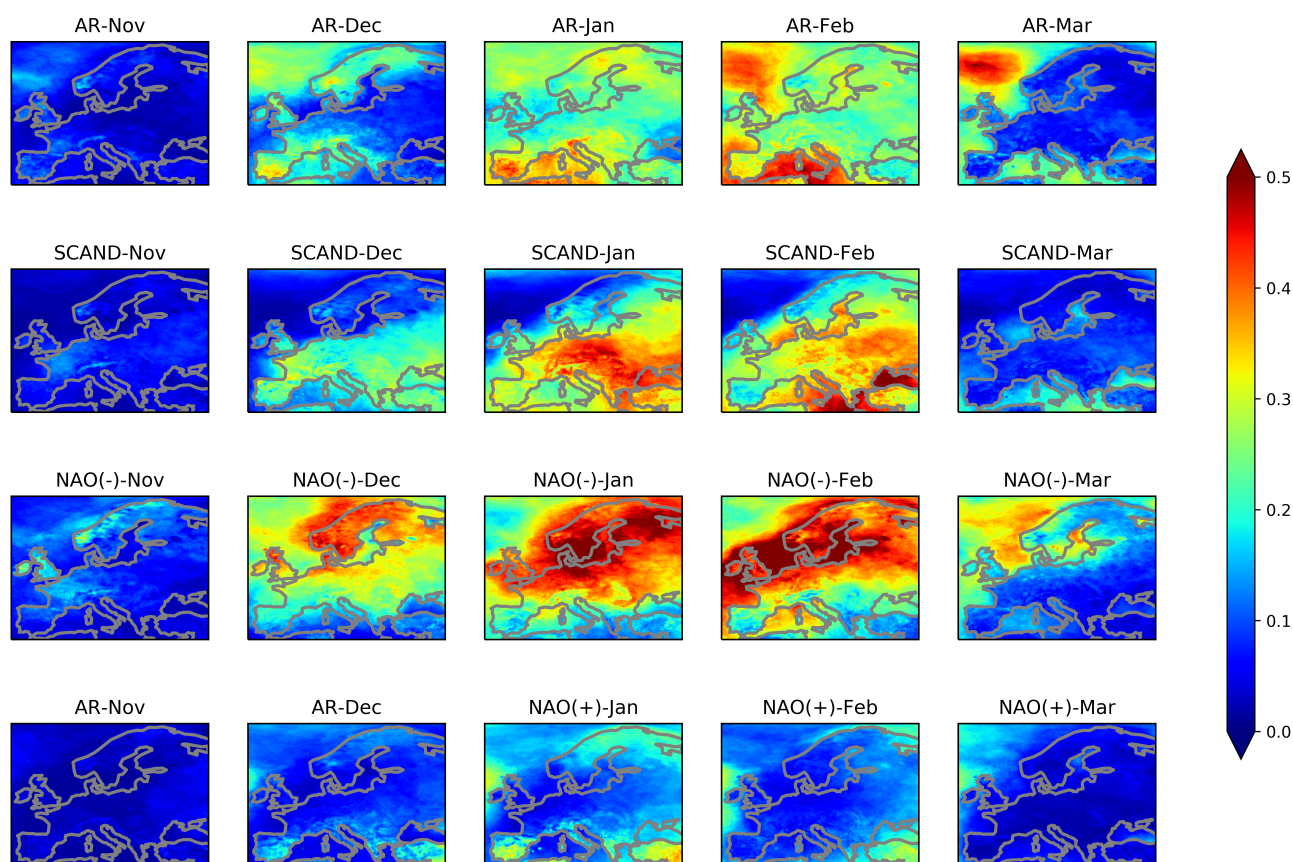 AR-Nov AR-Dec AR-Jan AR-Feb AR-Mar
SCAND-Nov SCAND-Dec SCAND-Jan SCAND-Feb SCAND-Mar
NAO(-)-Nov NAO(-)-Dec NAO(-)-Jan NAO(-)-Feb NAO(-)-Mar
AR-Nov AR-Dec NAO(+)-Jan NAO(+)-Feb NAO(+)-Mar
0.5
0.4
0.3
0.2
0.1
0.0